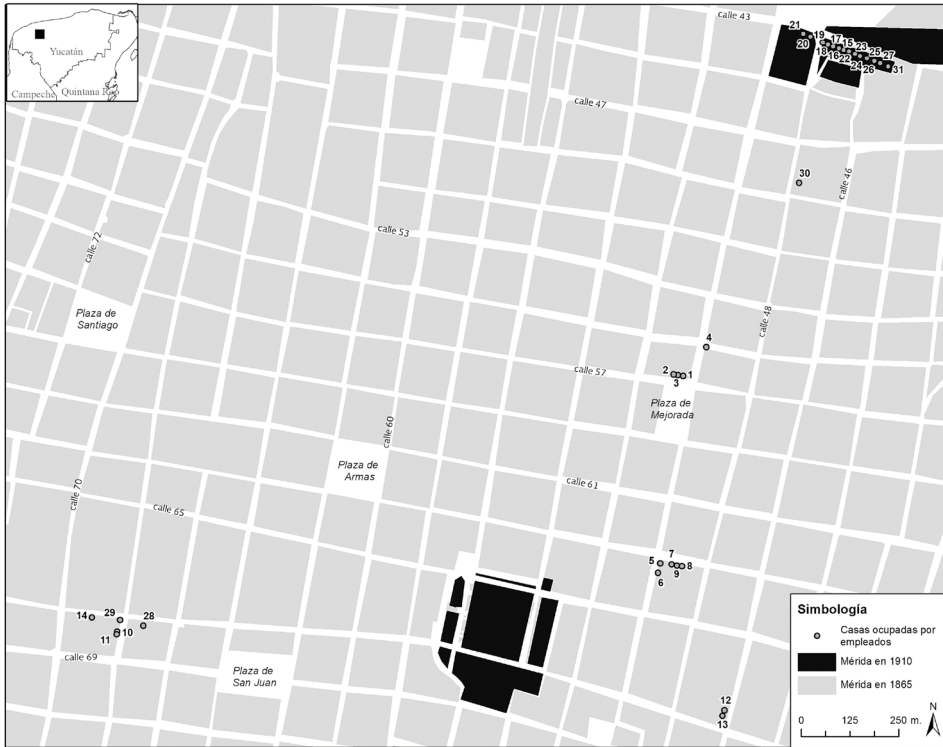 Yucatán
Campeche
Quintana Roo
calle 43
21
20
19
18
17
16
15
22
23
24
25
26
27
31
calle 47
30
calle 46
calle 53
calle 72
Plaza de
Santiago
4
calle 48
2
3
1
calle 57
Plaza de
Mejorada
calle 60
Plaza de
Armas
calle 61
calle 70
calle 65
5
6
7
9
8
14
29
28
10
11
calle 69
Plaza de
San Juan
12
13
Simbología
Casas ocupadas por
empleados
Mérida en 1910
Mérida en 1865
0 125 250 m.
N